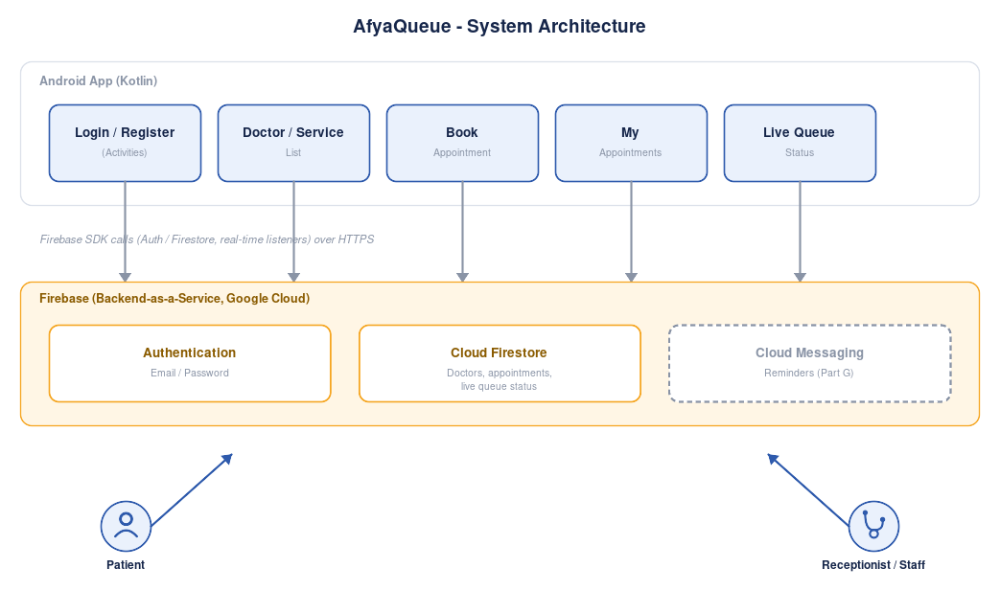 AfyaQueue - System Architecture
Android App (Kotlin)
Login / Register
(Activities)
Doctor / Service
List
Book
Appointment
My
Appointments
Live Queue
Status
Firebase SDK calls (Auth / Firestore, real-time listeners) over HTTPS
Firebase (Backend-as-a-Service, Google Cloud)
Authentication
Email / Password
Cloud Firestore
Doctors, appointments,
live queue status
Cloud Messaging
Reminders (Part G)
Patient
Receptionist / Staff